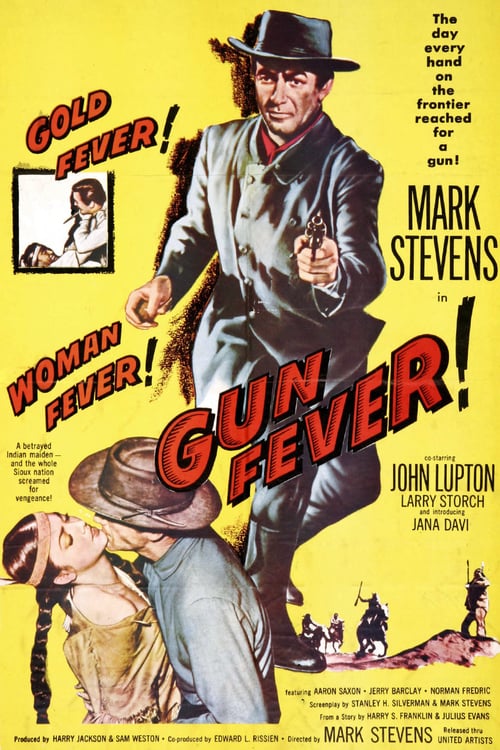 The
day
every
hand
on
the
frontier
reached
for
a
gun!
GOLD
FEVER!
MARK
STEVENS
in
WOMAN
FEVER!
GUN
FEVER!
A betrayed
Indian maiden —
and the whole
Sioux nation
screamed
for
vengeance!
co-starring
JOHN LUPTON
LARRY STORCH
and introducing
JANA DAVI
featuring AARON SAXON • JERRY BARCLAY • NORMAN FREDRIC
Screenplay by STANLEY H. SILVERMAN & MARK STEVENS
From a Story by HARRY S. FRANKLIN & JULIUS EVANS
Produced by HARRY JACKSON & SAM WESTON • Co-produced by EDWARD L. RISSIEN • Directed by MARK STEVENS Released thru UNITED ARTISTS